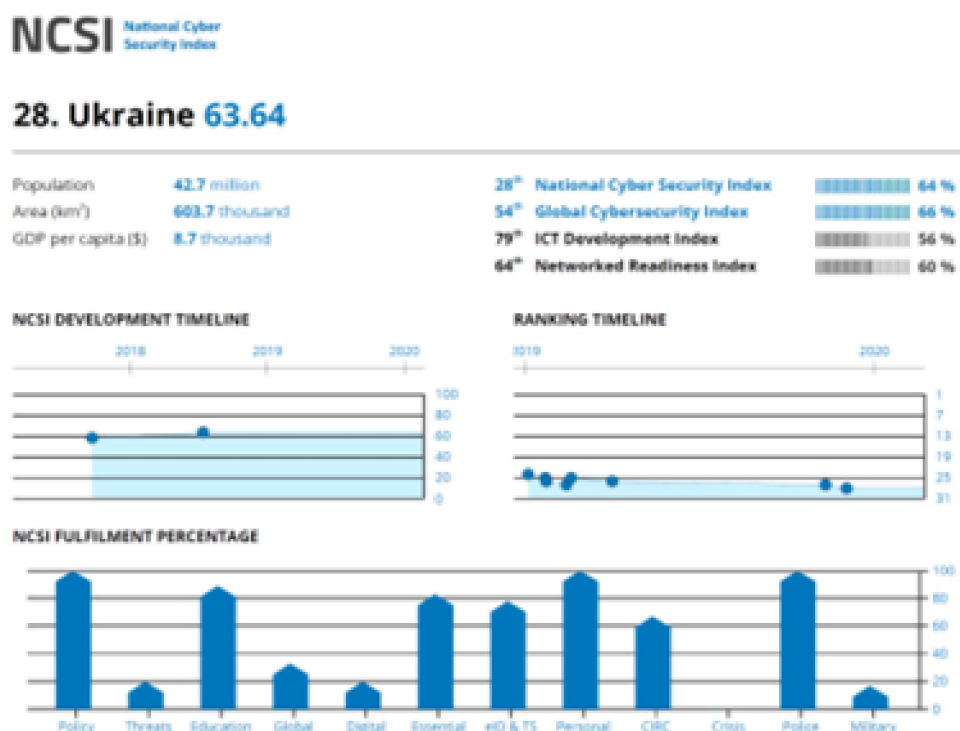 NCSI National Cyber
Security Index
28. Ukraine 63.64
Population 42.7 million
Area (km²) 603.7 thousand
GDP per capita ($) 8.7 thousand
28th National Cyber Security Index 64 %
54th Global Cybersecurity Index 66 %
79th ICT Development Index 56 %
64th Networked Readiness Index 60 %
NCSI DEVELOPMENT TIMELINE
2018 2019 2020
100
80
60
40
20
0
RANKING TIMELINE
2019 2020
1
7
13
19
25
31
NCSI FULFILMENT PERCENTAGE
100
80
60
40
20
0
Policy Threats Education Global Digital Essential eID & TS Personal CIRC Crisis Police Military